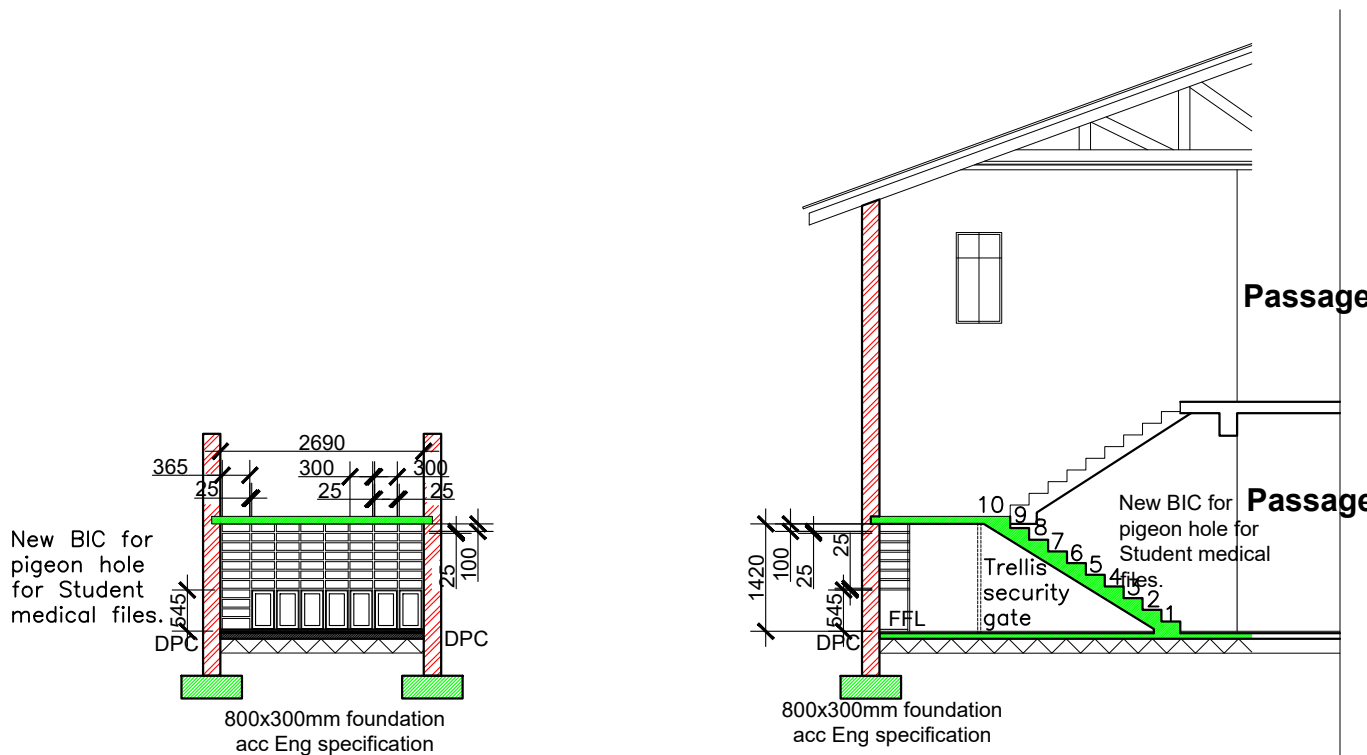 2690
365
300
300
25
25
25
New BIC for
pigeon hole
for Student
medical files.
545
25
100
DPC
DPC
800x300mm foundation
acc Eng specification
Passage
Passage
New BIC for
pigeon hole for
Student medical
files.
10
9
8
7
6
5
4
3
2
1
1420
100
25
25
545
Trellis
security
gate
FFL
DPC
800x300mm foundation
acc Eng specification